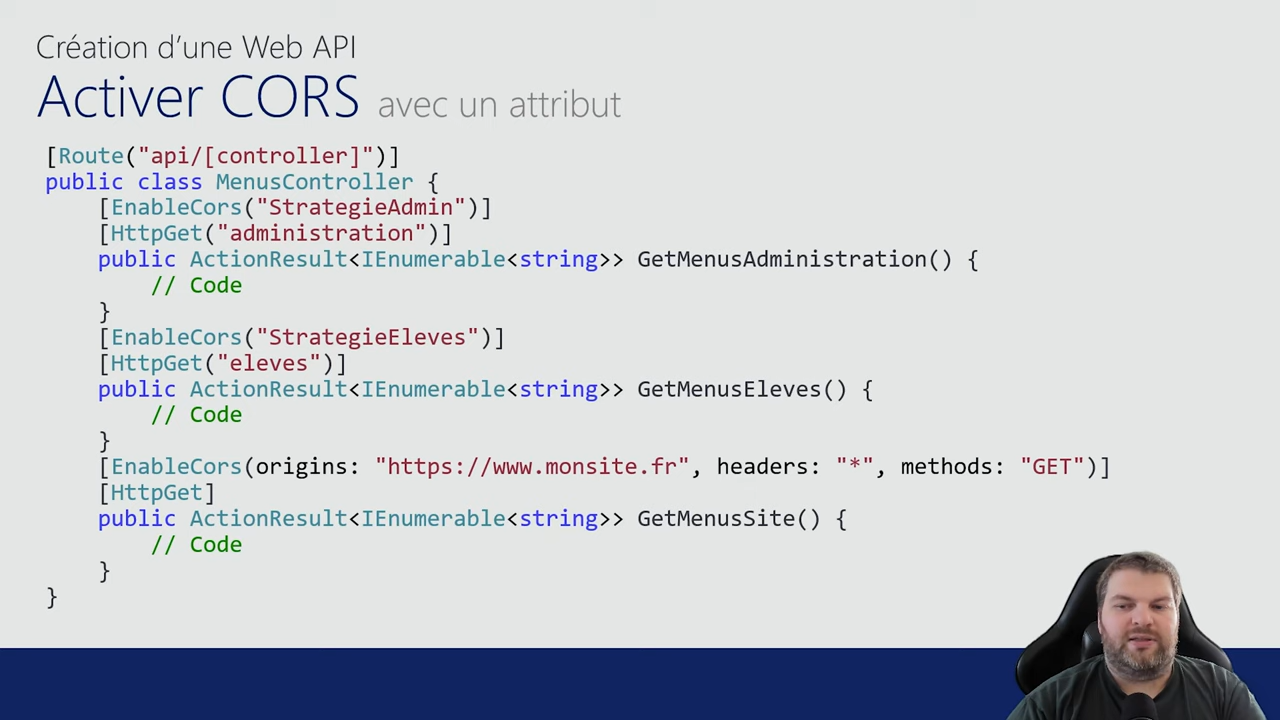 Création d’une Web API
Activer CORS avec un attribut
[Route("api/[controller]")]
public class MenusController {
[EnableCors("StrategieAdmin")]
[HttpGet("administration")]
public ActionResult<IEnumerable<string>> GetMenusAdministration() {
// Code
}
[EnableCors("StrategieEleves")]
[HttpGet("eleves")]
public ActionResult<IEnumerable<string>> GetMenusEleves() {
// Code
}
[EnableCors(origins: "https://www.monsite.fr", headers: "*", methods: "GET")]
[HttpGet]
public ActionResult<IEnumerable<string>> GetMenusSite() {
// Code
}
}